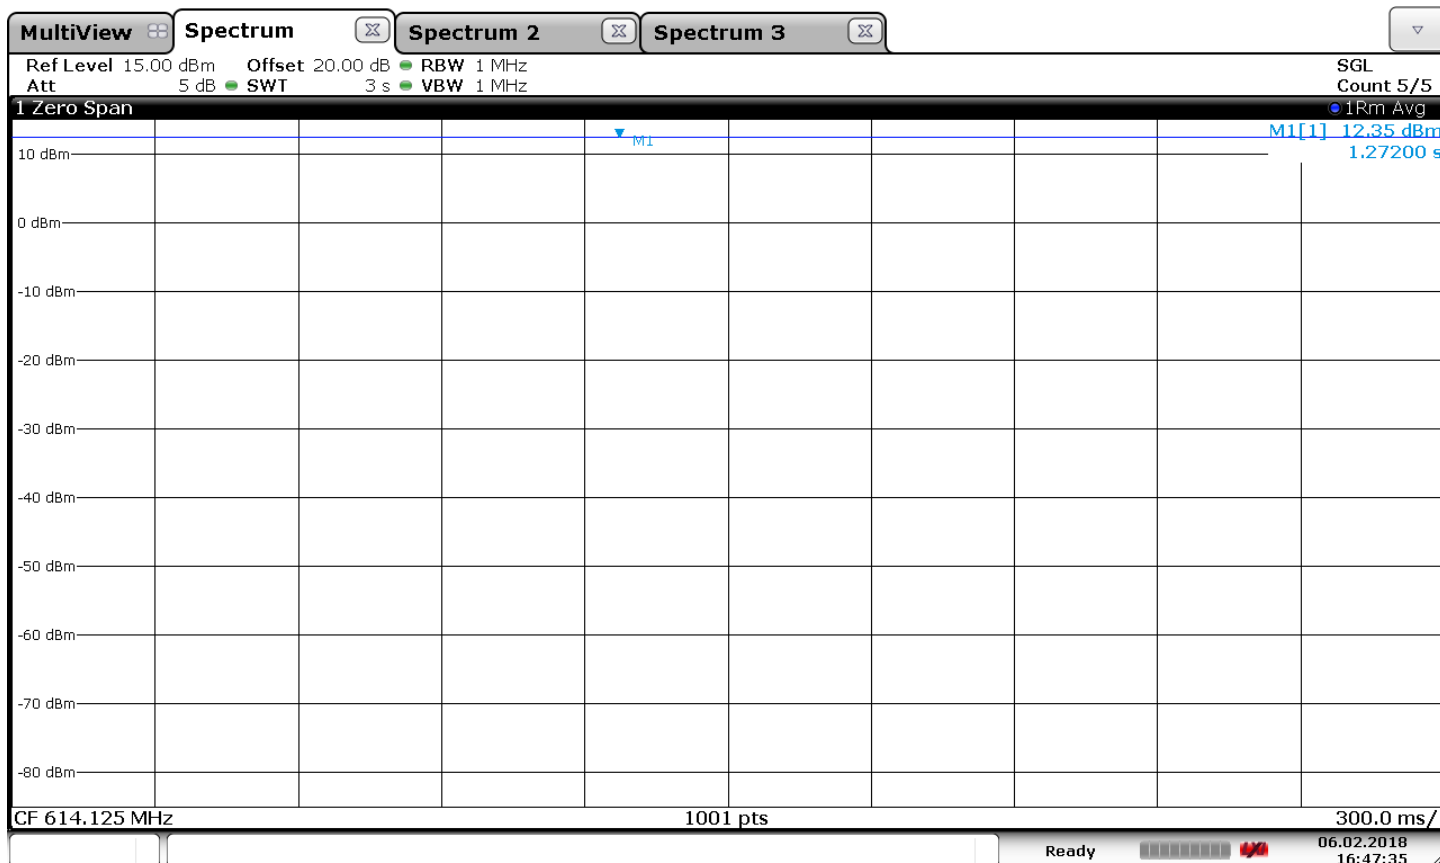 MultiView Spectrum Spectrum 2 Spectrum 3
Ref Level 15.00 dBm Offset 20.00 dB RBW 1 MHz SGL
Att 5 dB SWT 3 s VBW 1 MHz Count 5/5
1 Zero Span 1Rm Avg
M1[1] 12.35 dBm
M1
1.27200 s
10 dBm
0 dBm
-10 dBm
-20 dBm
-30 dBm
-40 dBm
-50 dBm
-60 dBm
-70 dBm
-80 dBm
CF 614.125 MHz 1001 pts 300.0 ms/
Ready 06.02.2018
16:47:35